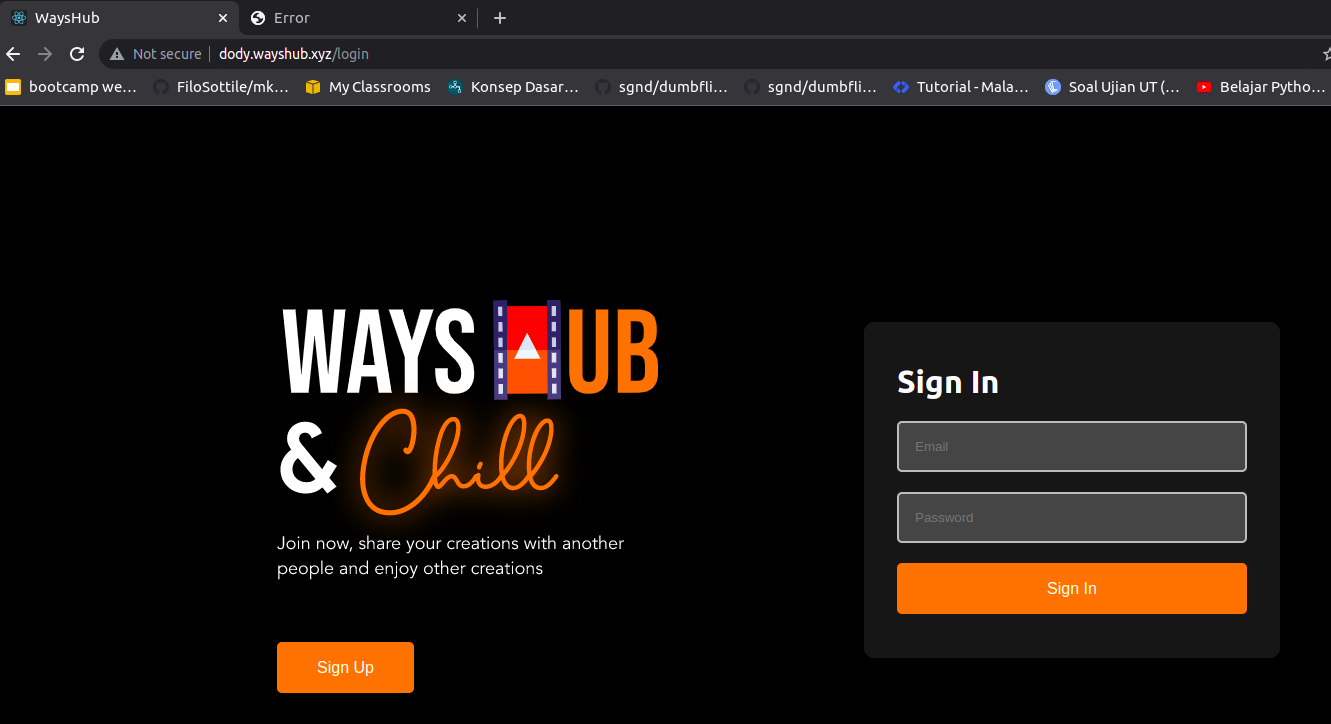 WaysHub
Error
Not secure
dody.wayshub.xyz/login
bootcamp we...
FiloSottile/mk...
My Classrooms
Konsep Dasar...
sgnd/dumbfli...
sgnd/dumbfli...
Tutorial - Mala...
Soal Ujian UT (...
Belajar Pytho...
WAYS HUB
& Chill
Join now, share your creations with another
people and enjoy other creations
Sign Up
Sign In
Email
Password
Sign In